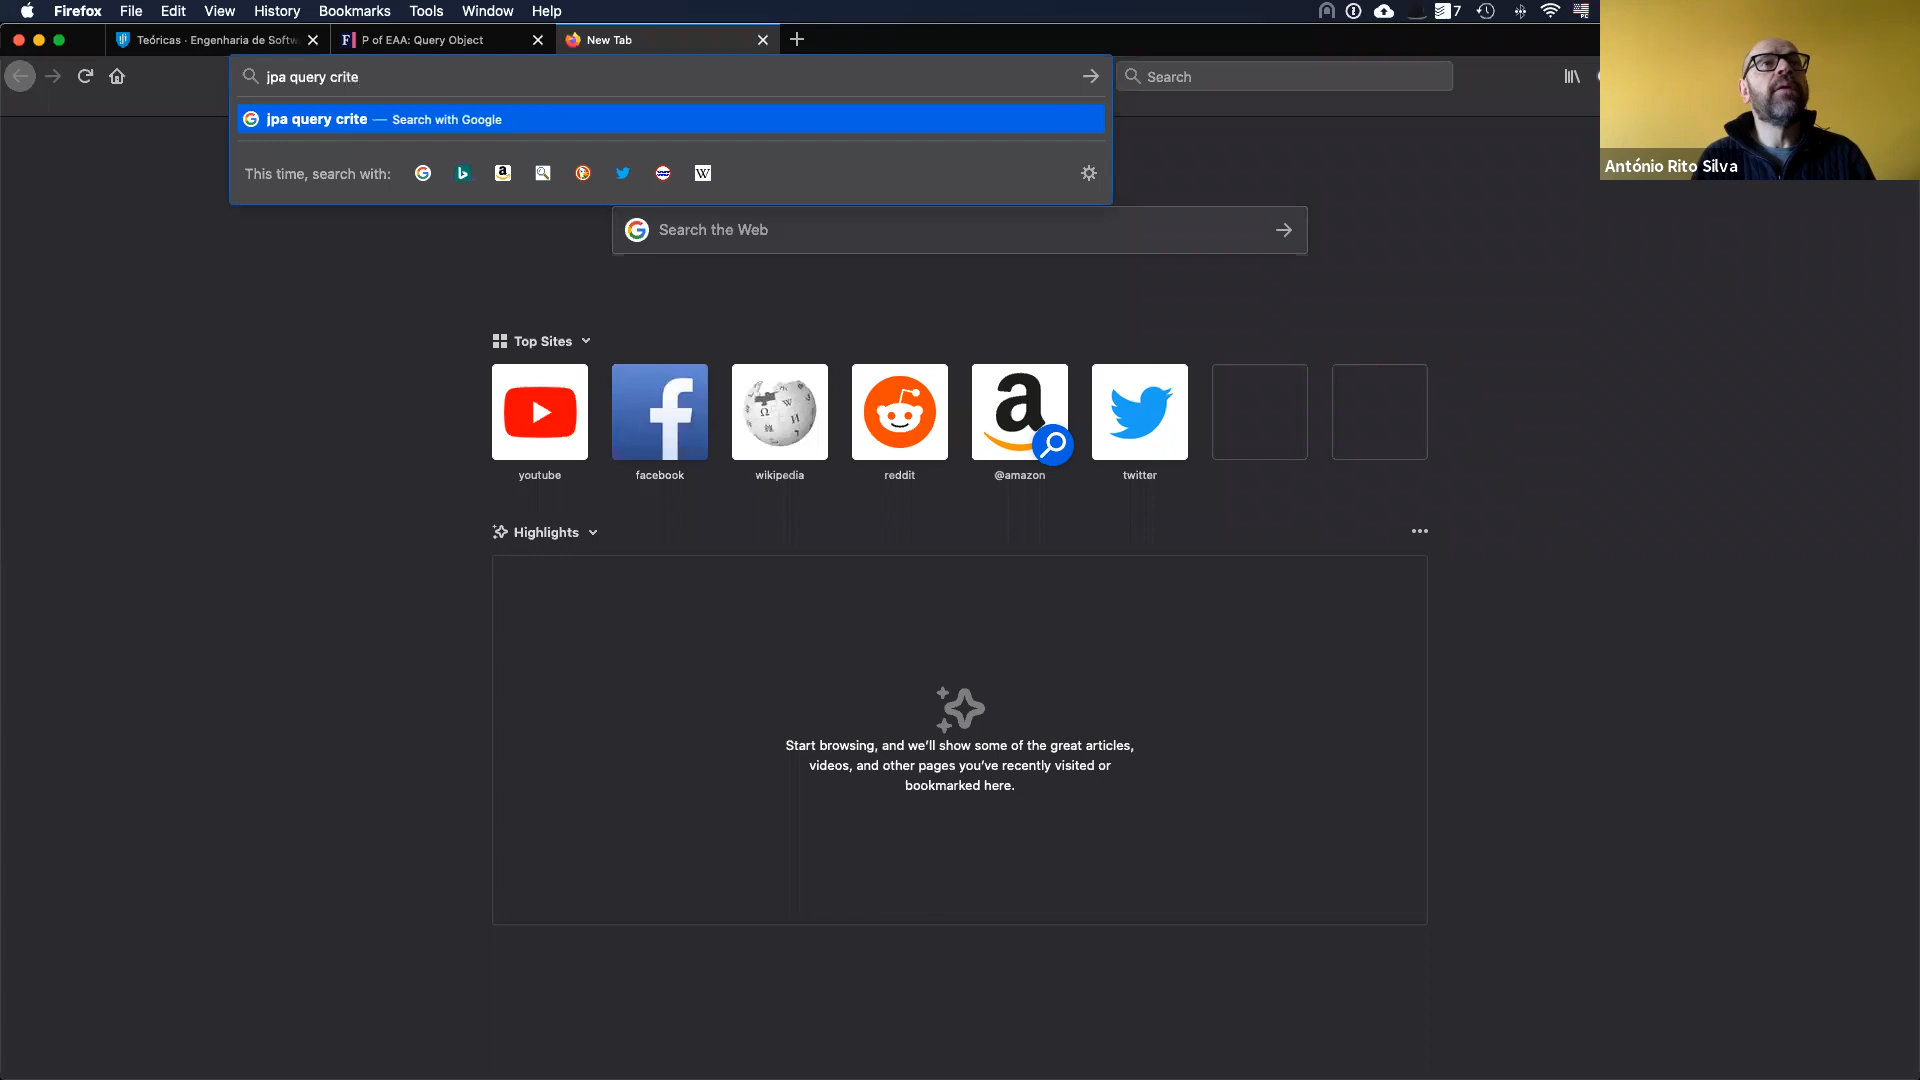 Firefox File Edit View History Bookmarks Tools Window Help 7
Teóricas · Engenharia de Softw P of EAA: Query Object New Tab
jpa query crite Search
jpa query crite — Search with Google
This time, search with:
António Rito Silva
Search the Web
Top Sites
youtube facebook wikipedia reddit @amazon twitter
Highlights
Start browsing, and we'll show some of the great articles,
videos, and other pages you've recently visited or
bookmarked here.